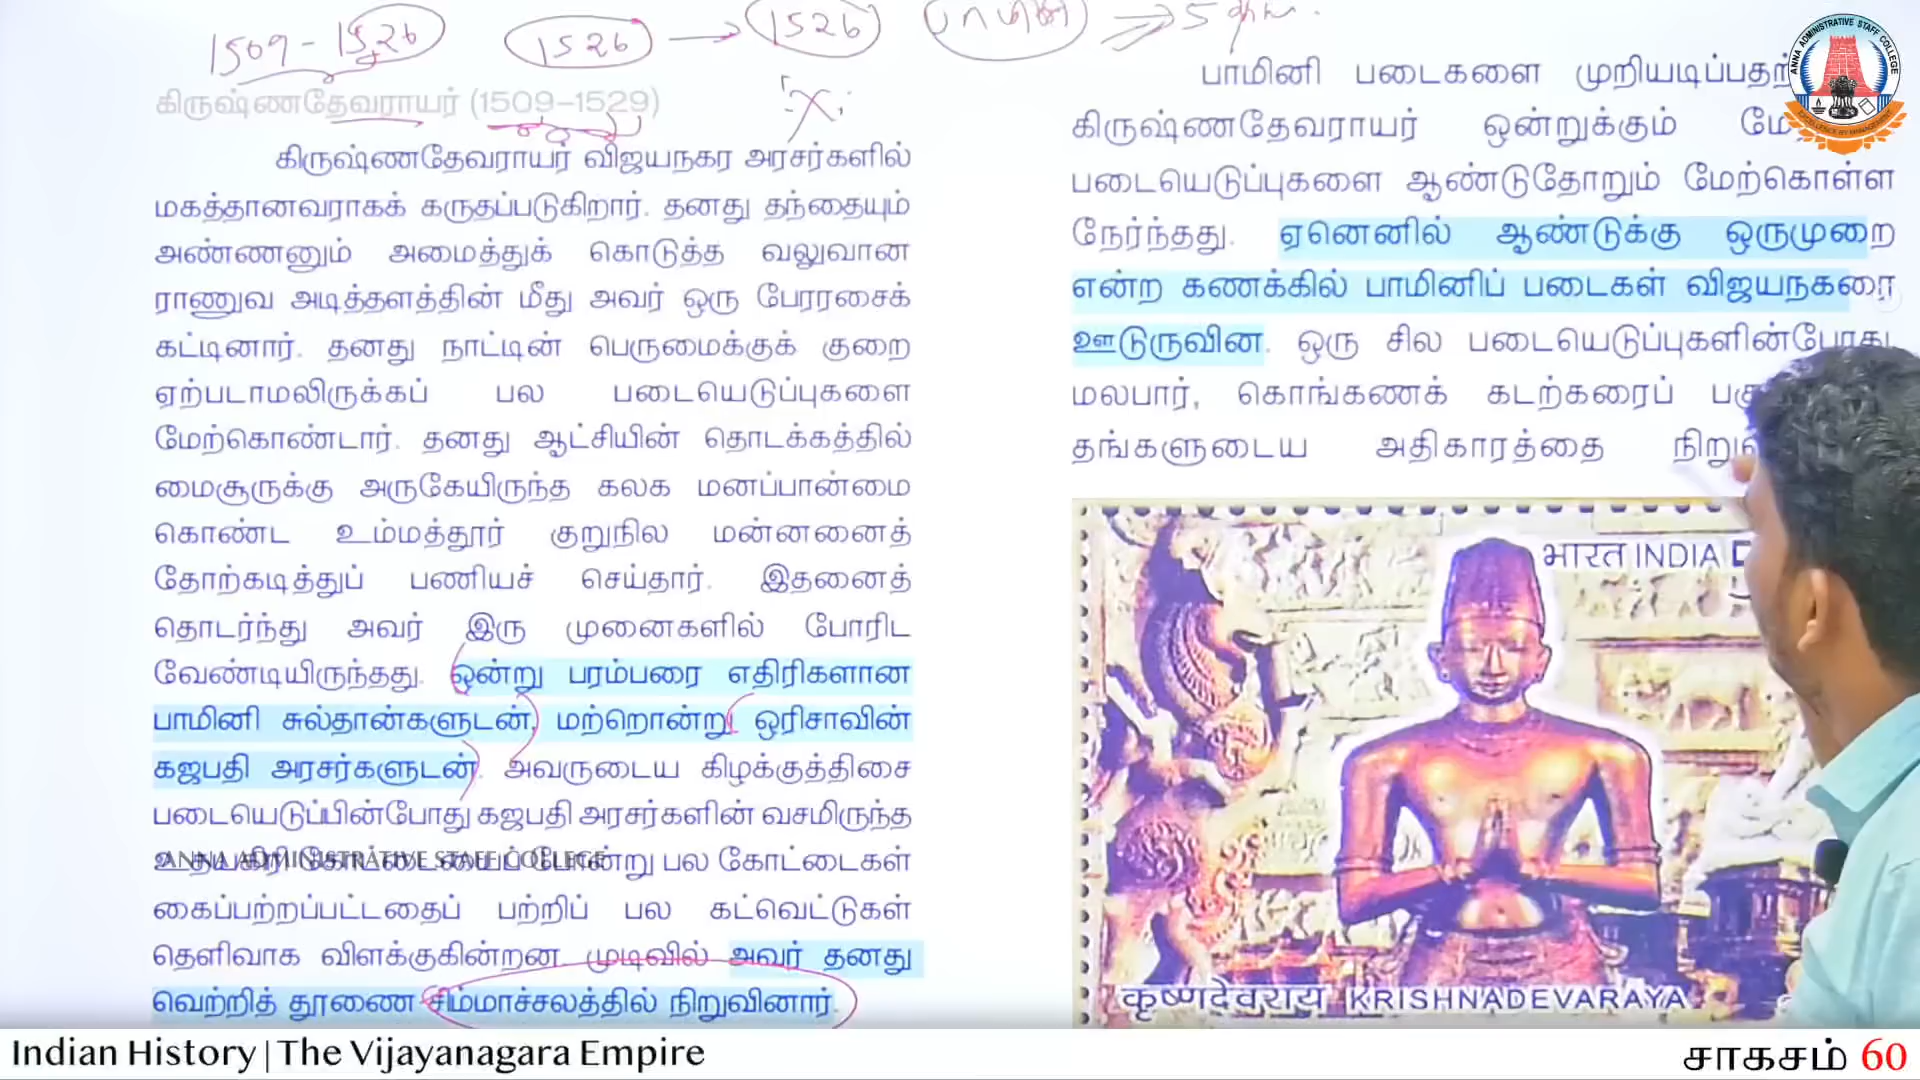 1509 - 1526
1526 → 1526
கிருஷ்ணதேவராயர் (1509–1529)
கிருஷ்ணதேவராயர் விஜயநகர அரசர்களில்
மகத்தானவராகக் கருதப்படுகிறார். தனது தந்தையும்
அண்ணனும் அமைத்துக் கொடுத்த வலுவான
ராணுவ அடித்தளத்தின் மீது அவர் ஒரு பேரரசைக்
கட்டினார். தனது நாட்டின் பெருமைக்குக் குறை
ஏற்படாமலிருக்கப் பல படையெடுப்புகளை
மேற்கொண்டார். தனது ஆட்சியின் தொடக்கத்தில்
மைசூருக்கு அருகேயிருந்த கலக மனப்பான்மை
கொண்ட உம்மத்தூர் குறுநில மன்னனைத்
தோற்கடித்துப் பணியச் செய்தார். இதனைத்
தொடர்ந்து அவர் இரு முனைகளில் போரிட
வேண்டியிருந்தது. ஒன்று பரம்பரை எதிரிகளான
பாமினி சுல்தான்களுடன், மற்றொன்று ஒரிசாவின்
கஜபதி அரசர்களுடன். அவருடைய கிழக்குத்திசை
படையெடுப்பின்போது கஜபதி அரசர்களின் வசமிருந்த
உதயகிரி கோட்டையைப் போன்று பல கோட்டைகள்
ANNA ADMINISTRATIVE STAFF COLLEGE
கைப்பற்றப்பட்டதைப் பற்றிப் பல கட்வெட்டுகள்
தெளிவாக விளக்குகின்றன. முடிவில் அவர் தனது
வெற்றித் தூணை சிம்மாச்சலத்தில் நிறுவினார்.
பாமினி படைகளை
கிருஷ்ணதேவராயர் ஒன்றுக்கும்
படையெடுப்புகளை ஆண்டுதோறும் மேற்கொள்ள
நேர்ந்தது. ஏனெனில் ஆண்டுக்கு ஒருமுறை
என்ற கணக்கில் பாமினிப் படைகள் விஜயநகரை
ஊடுருவின. ஒரு சில படையெடுப்புகளின்போது
மலபார், கொங்கணக் கடற்கரைப்
தங்களுடைய அதிகாரத்தை
भारत INDIA
कृष्णदेवराय KRISHNADEVARAYA
ANNA ADMINISTRATIVE STAFF COLLEGE
Indian History | The Vijayanagara Empire
சாகசம் 60